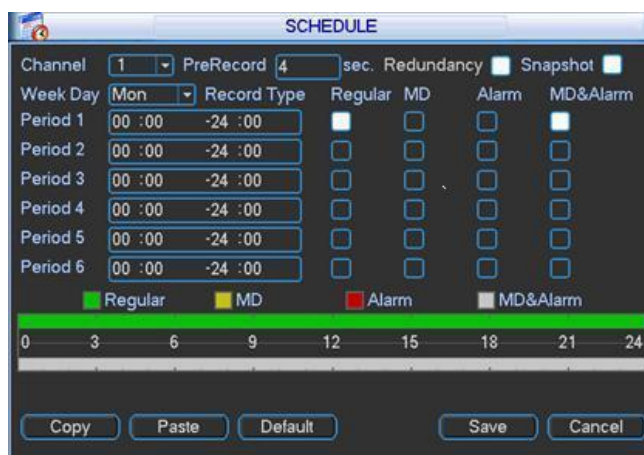 SCHEDULE
Channel 1 PreRecord 4 sec. Redundancy Snapshot
Week Day Mon Record Type Regular MD Alarm MD&Alarm
Period 1 00 :00 -24 :00
Period 2 00 :00 -24 :00
Period 3 00 :00 -24 :00
Period 4 00 :00 -24 :00
Period 5 00 :00 -24 :00
Period 6 00 :00 -24 :00
Regular MD Alarm MD&Alarm
0 3 6 9 12 15 18 21 24
Copy Paste Default Save Cancel